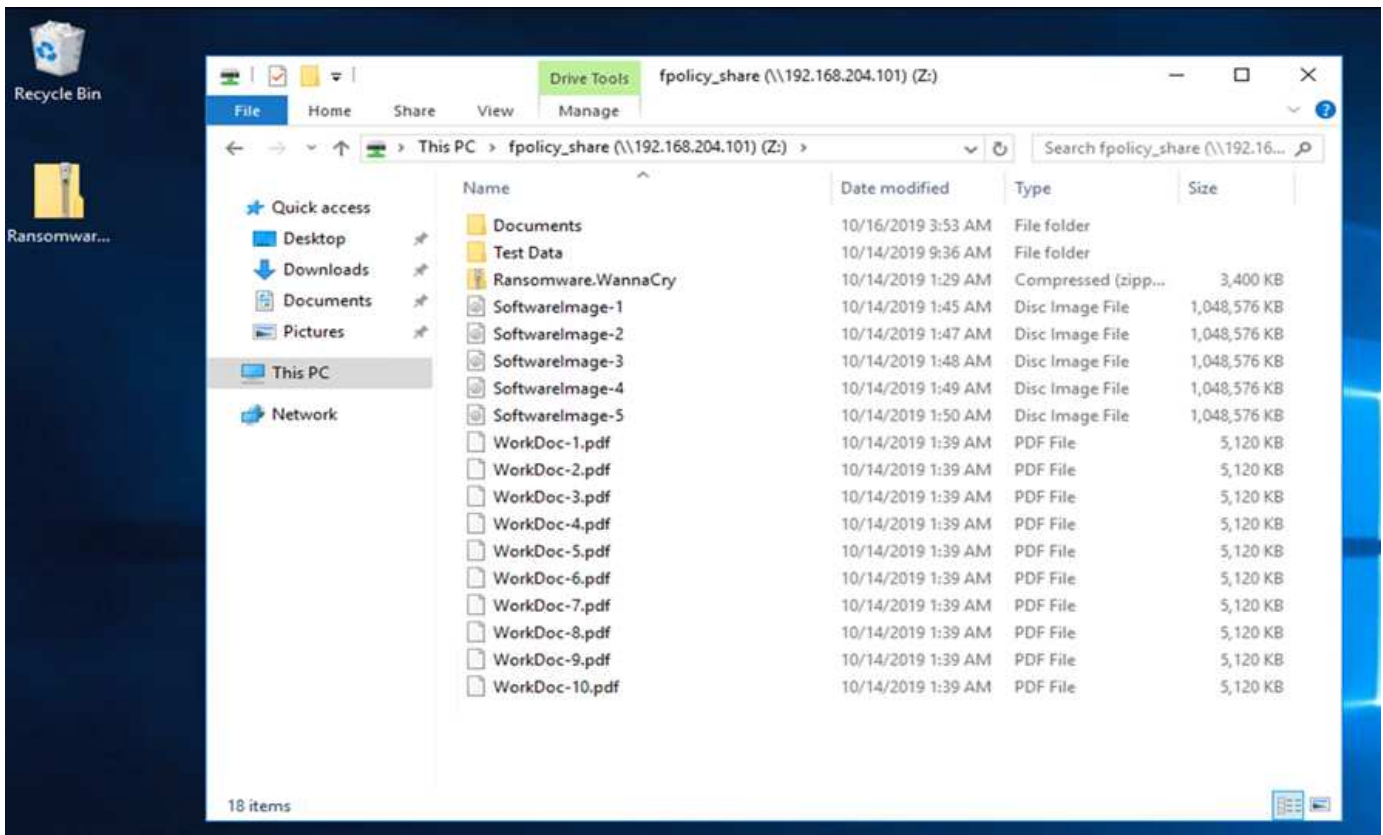 Recycle Bin
Ransomwar...
Drive Tools
fpolicy_share (\\192.168.204.101) (Z:)
File Home Share View Manage
This PC > fpolicy_share (\\192.168.204.101) (Z:) >
Search fpolicy_share (\\192.16...
Quick access
Desktop
Downloads
Documents
Pictures
This PC
Network
Name Date modified Type Size
Documents 10/16/2019 3:53 AM File folder
Test Data 10/14/2019 9:36 AM File folder
Ransomware.WannaCry 10/14/2019 1:29 AM Compressed (zipp... 3,400 KB
SoftwareImage-1 10/14/2019 1:45 AM Disc Image File 1,048,576 KB
SoftwareImage-2 10/14/2019 1:47 AM Disc Image File 1,048,576 KB
SoftwareImage-3 10/14/2019 1:48 AM Disc Image File 1,048,576 KB
SoftwareImage-4 10/14/2019 1:49 AM Disc Image File 1,048,576 KB
SoftwareImage-5 10/14/2019 1:50 AM Disc Image File 1,048,576 KB
WorkDoc-1.pdf 10/14/2019 1:39 AM PDF File 5,120 KB
WorkDoc-2.pdf 10/14/2019 1:39 AM PDF File 5,120 KB
WorkDoc-3.pdf 10/14/2019 1:39 AM PDF File 5,120 KB
WorkDoc-4.pdf 10/14/2019 1:39 AM PDF File 5,120 KB
WorkDoc-5.pdf 10/14/2019 1:39 AM PDF File 5,120 KB
WorkDoc-6.pdf 10/14/2019 1:39 AM PDF File 5,120 KB
WorkDoc-7.pdf 10/14/2019 1:39 AM PDF File 5,120 KB
WorkDoc-8.pdf 10/14/2019 1:39 AM PDF File 5,120 KB
WorkDoc-9.pdf 10/14/2019 1:39 AM PDF File 5,120 KB
WorkDoc-10.pdf 10/14/2019 1:39 AM PDF File 5,120 KB
18 items